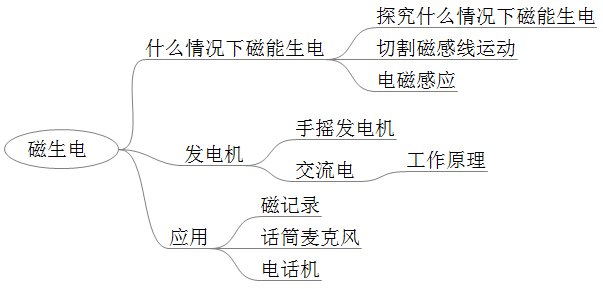 磁生电
什么情况下磁能生电
探究什么情况下磁能生电
切割磁感线运动
电磁感应
发电机
手摇发电机
交流电
工作原理
应用
磁记录
话筒麦克风
电话机